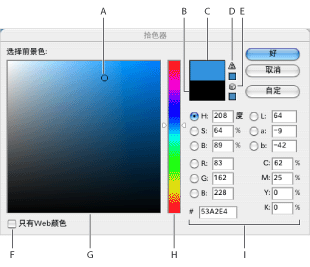 A B C D E
拾色器
选择前景色:
好
取消
自定
H: 208 度 L: 64
S: 64 % a: -9
B: 89 % b: -42
R: 83 C: 62 %
G: 162 M: 25 %
B: 228 Y: 0 %
# 53A2E4 K: 0 %
只有Web颜色
F G H I